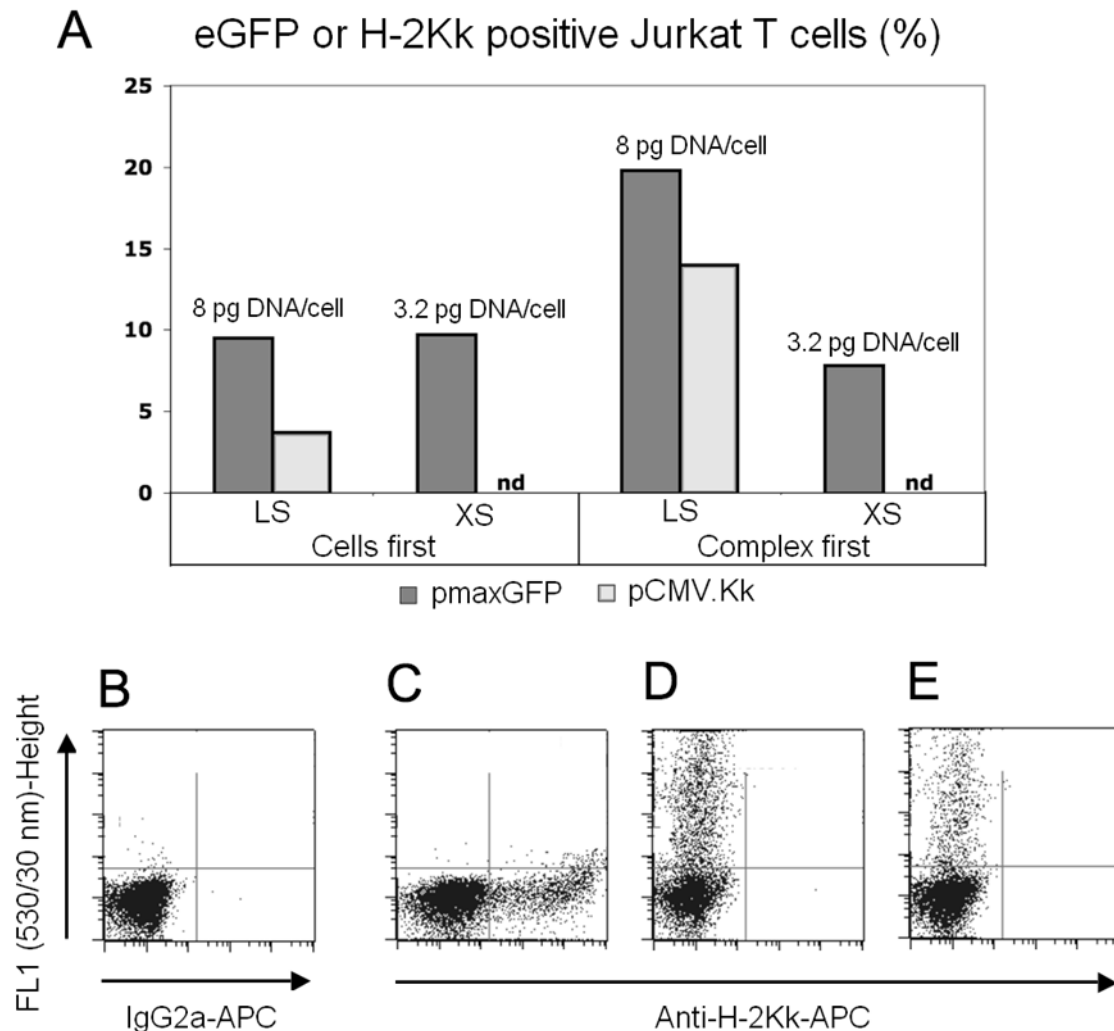 A
eGFP or H-2Kk positive Jurkat T cells (%)
25
20
15
10
5
0
8 pg DNA/cell
3.2 pg DNA/cell
8 pg DNA/cell
3.2 pg DNA/cell
nd
nd
LS
XS
LS
XS
Cells first
Complex first
pmaxGFP
pCMV.Kk
B
C
D
E
FL1 (530/30 nm)-Height
IgG2a-APC
Anti-H-2Kk-APC